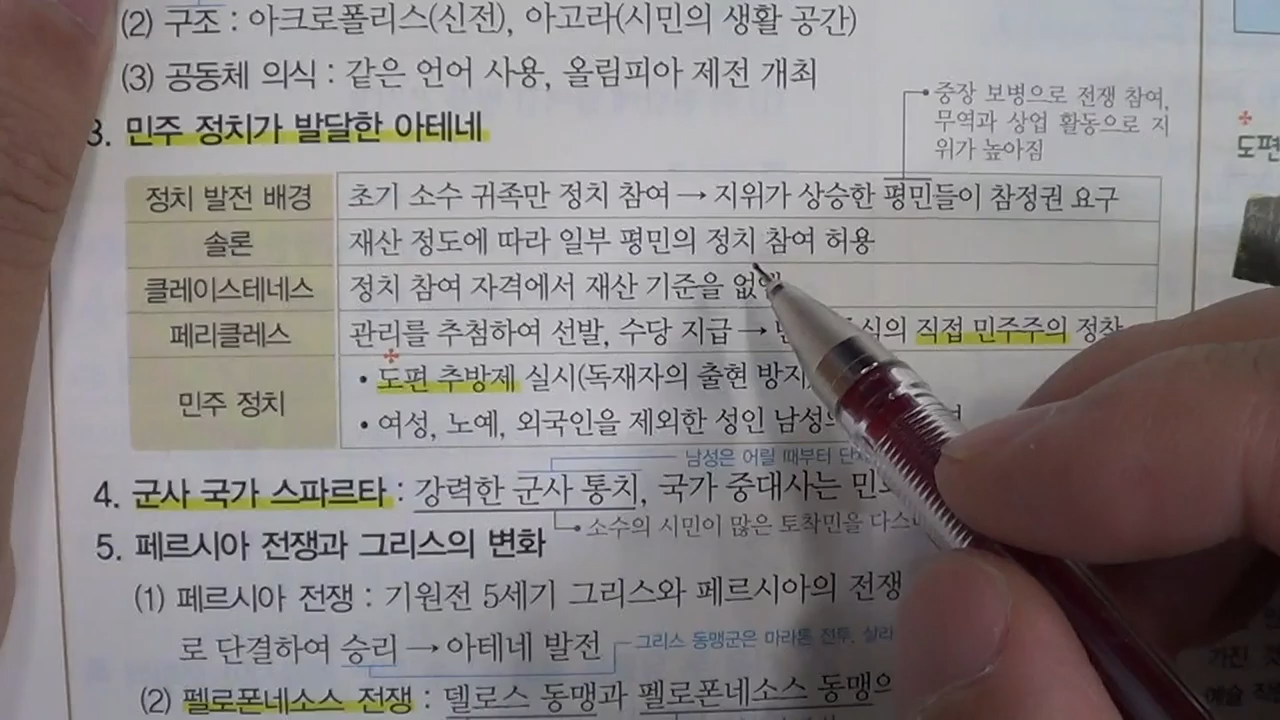 (2) 구조 : 아크로폴리스(신전), 아고라(시민의 생활 공간)
(3) 공동체 의식 : 같은 언어 사용, 올림피아 제전 개최
3. 민주 정치가 발달한 아테네
중장 보병으로 전쟁 참여,
무역과 상업 활동으로 지
위가 높아짐
정치 발전 배경 초기 소수 귀족만 정치 참여 → 지위가 상승한 평민들이 참정권 요구
솔론 재산 정도에 따라 일부 평민의 정치 참여 허용
클레이스테네스 정치 참여 자격에서 재산 기준을
페리클레스 관리를 추첨하여 선발, 수당 지급 → 직접 민주주의 정착
민주 정치
• 도편 추방제 실시(독재자의 출현 방지
• 여성, 노예, 외국인을 제외한 성인
남성은 어릴 때부터
4. 군사 국가 스파르타 : 강력한 군사 통치, 국가 중대사는
소수의 시민이 많은 토착민을
5. 페르시아 전쟁과 그리스의 변화
(1) 페르시아 전쟁 : 기원전 5세기 그리스와 페르시아의 전쟁
로 단결하여 승리 → 아테네 발전
그리스 동맹군은 마라톤 전투,
(2) 펠로폰네소스 전쟁 : 델로스 동맹과 펠로폰네소스 동맹
도편
가진
예술